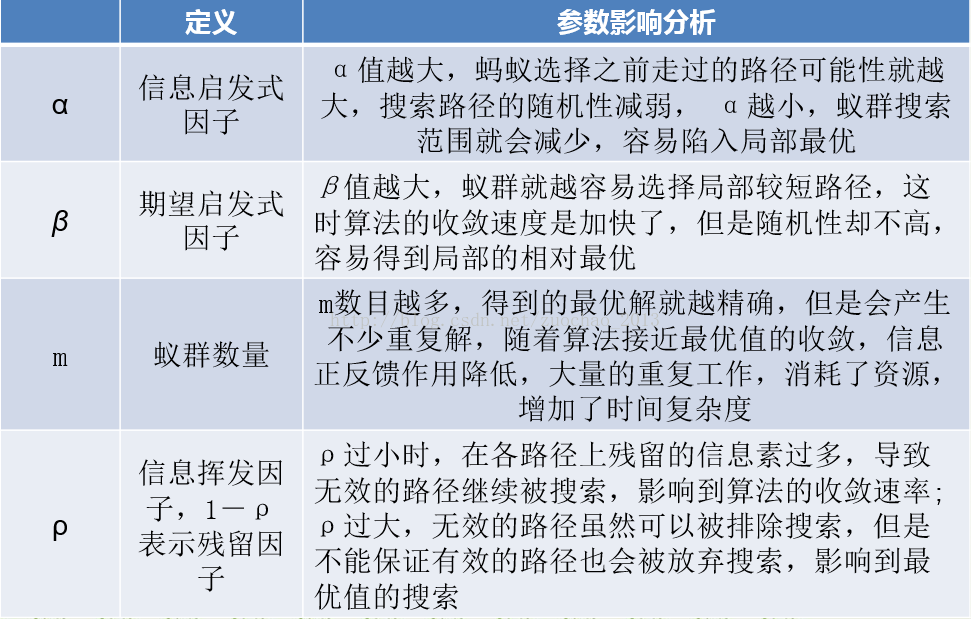 定义
参数影响分析
α
信息启发式
因子
α值越大，蚂蚁选择之前走过的路径可能性就越
大，搜索路径的随机性减弱， α越小，蚁群搜索
范围就会减少，容易陷入局部最优
β
期望启发式
因子
β值越大，蚁群就越容易选择局部较短路径，这
时算法的收敛速度是加快了，但是随机性却不高，
容易得到局部的相对最优
m
蚁群数量
m数目越多，得到的最优解就越精确，但是会产生
不少重复解，随着算法接近最优值的收敛，信息
正反馈作用降低，大量的重复工作，消耗了资源，
增加了时间复杂度
ρ
信息挥发因
子，1－ρ
表示残留因
子
ρ过小时，在各路径上残留的信息素过多，导致
无效的路径继续被搜索，影响到算法的收敛速率;
ρ过大，无效的路径虽然可以被排除搜索，但是
不能保证有效的路径也会被放弃搜索，影响到最
优值的搜索